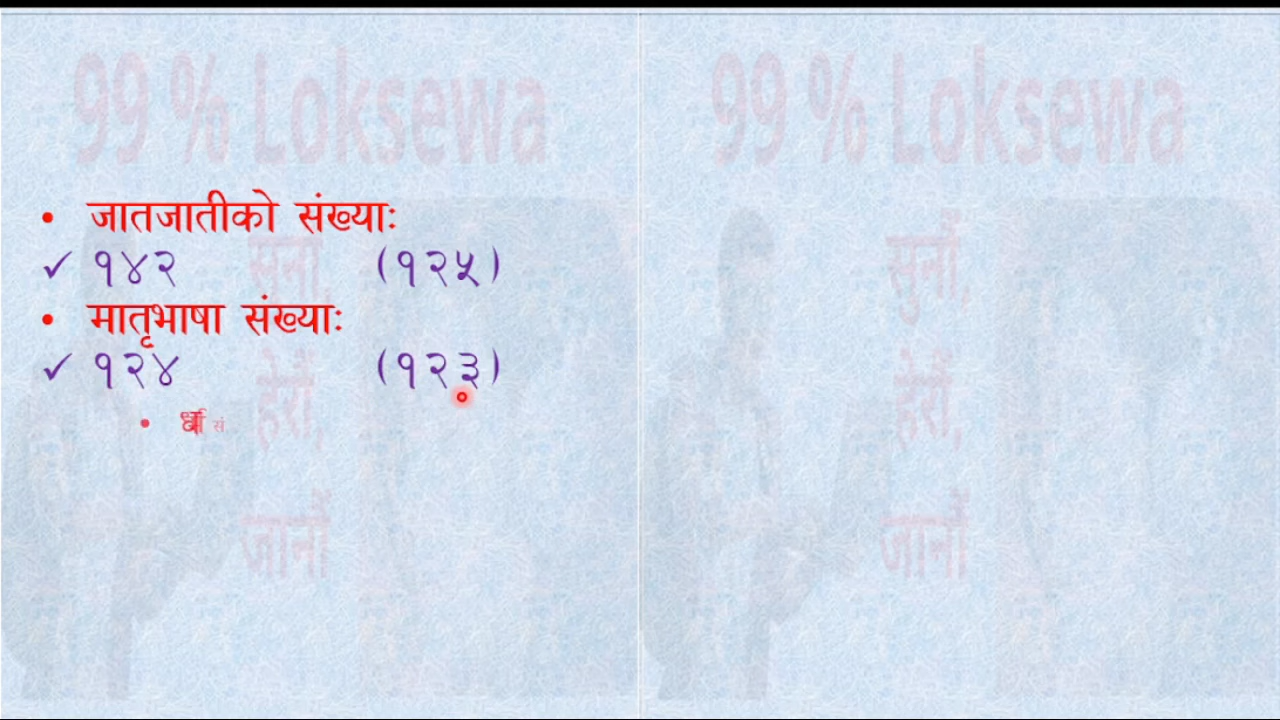 99 % Loksewa 99 % Loksewa
• जातजातीको संख्याः
✓ १४२ (१२५)
• मातृभाषा संख्याः
✓ १२४ (१२३)
सुनौं, सुनौं,
हेरौं, हेरौं,
जानौं जानौं